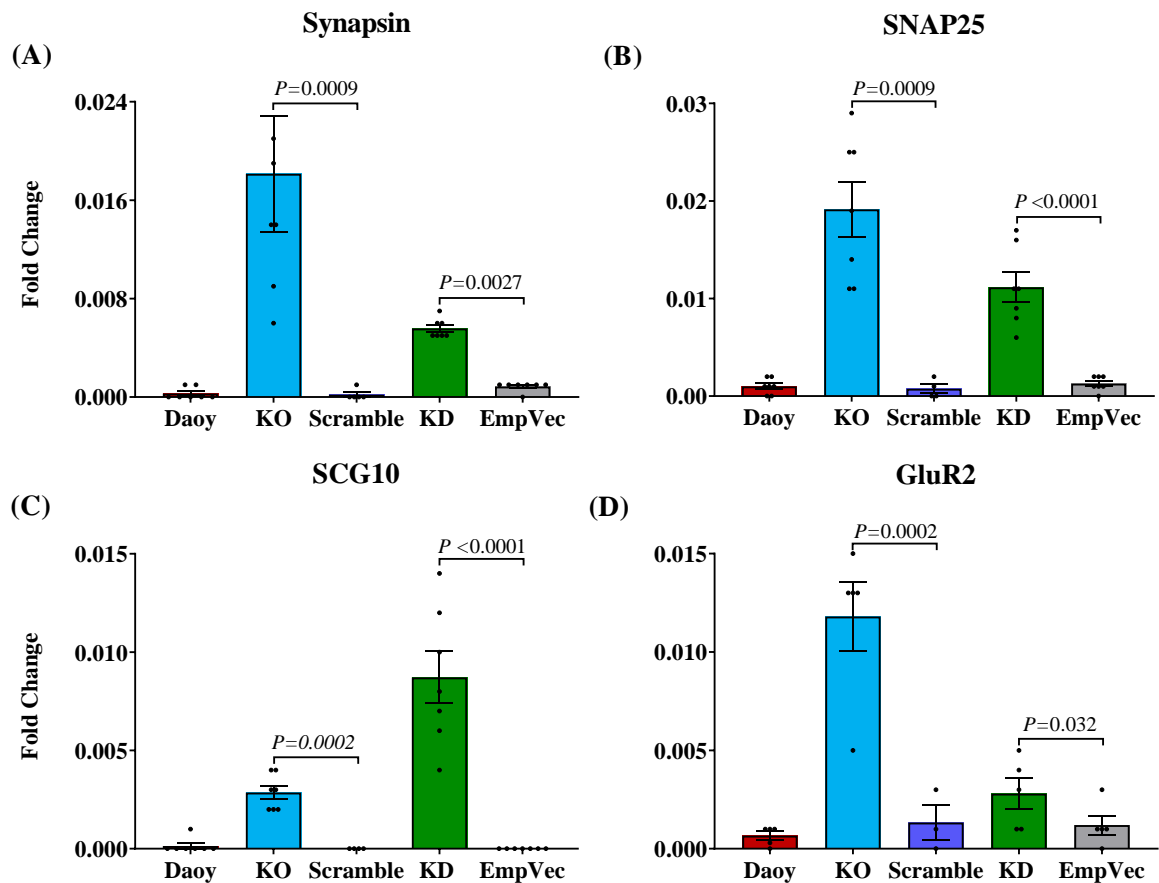 Synapsin
(A)
Fold Change
0.024
0.016
0.008
0.000
P=0.0009
P=0.0027
Daoy KO Scramble KD EmpVec
SNAP25
(B)
0.03
0.02
0.01
0.00
P=0.0009
P <0.0001
Daoy KO Scramble KD EmpVec
SCG10
(C)
Fold Change
0.015
0.010
0.005
0.000
P <0.0001
P=0.0002
Daoy KO Scramble KD EmpVec
GluR2
(D)
0.015
0.010
0.005
0.000
P=0.0002
P=0.032
Daoy KO Scramble KD EmpVec